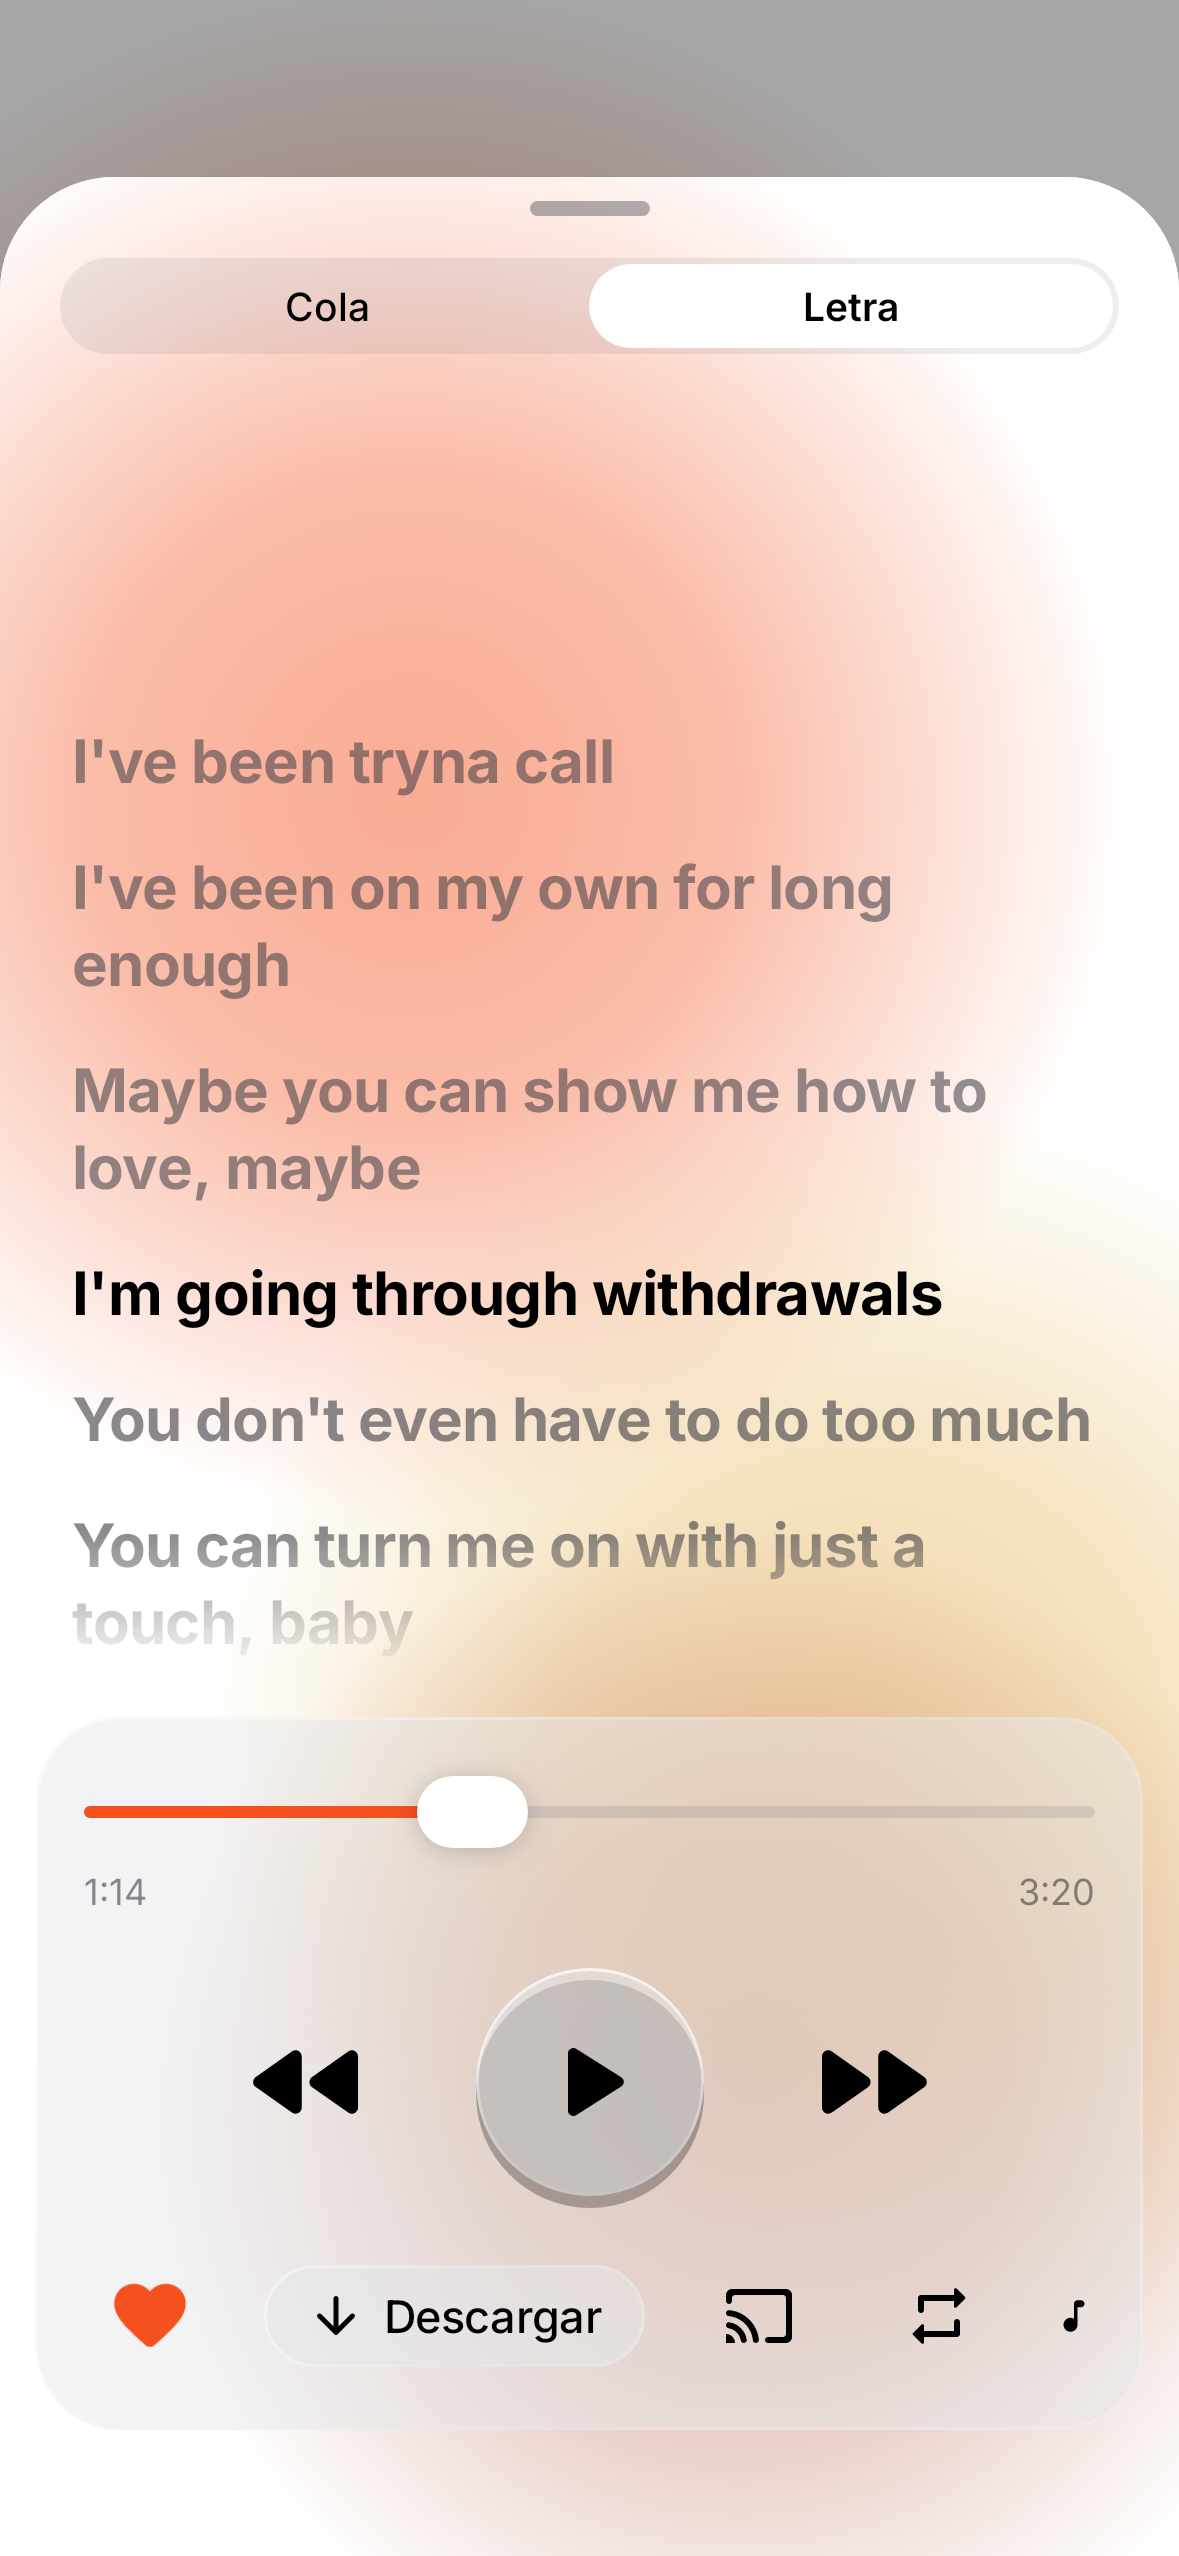 Cola
Letra
I've been tryna call
I've been on my own for long
enough
Maybe you can show me how to
love, maybe
I'm going through withdrawals
You don't even have to do too much
You can turn me on with just a
touch, baby
1:14
3:20
Descargar